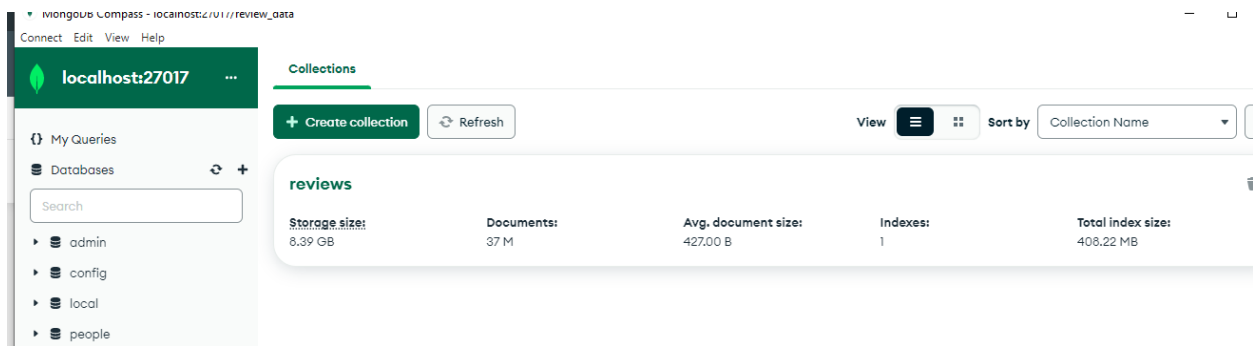 MongoDB Compass - localhost:27017/review_data
Connect Edit View Help
localhost:27017 ...
Collections
+ Create collection
Refresh
View
Sort by
Collection Name
{} My Queries
Databases
Search
admin
config
local
people
reviews
Storage size: Documents: Avg. document size: Indexes: Total index size:
8.39 GB 37 M 427.00 B 1 408.22 MB